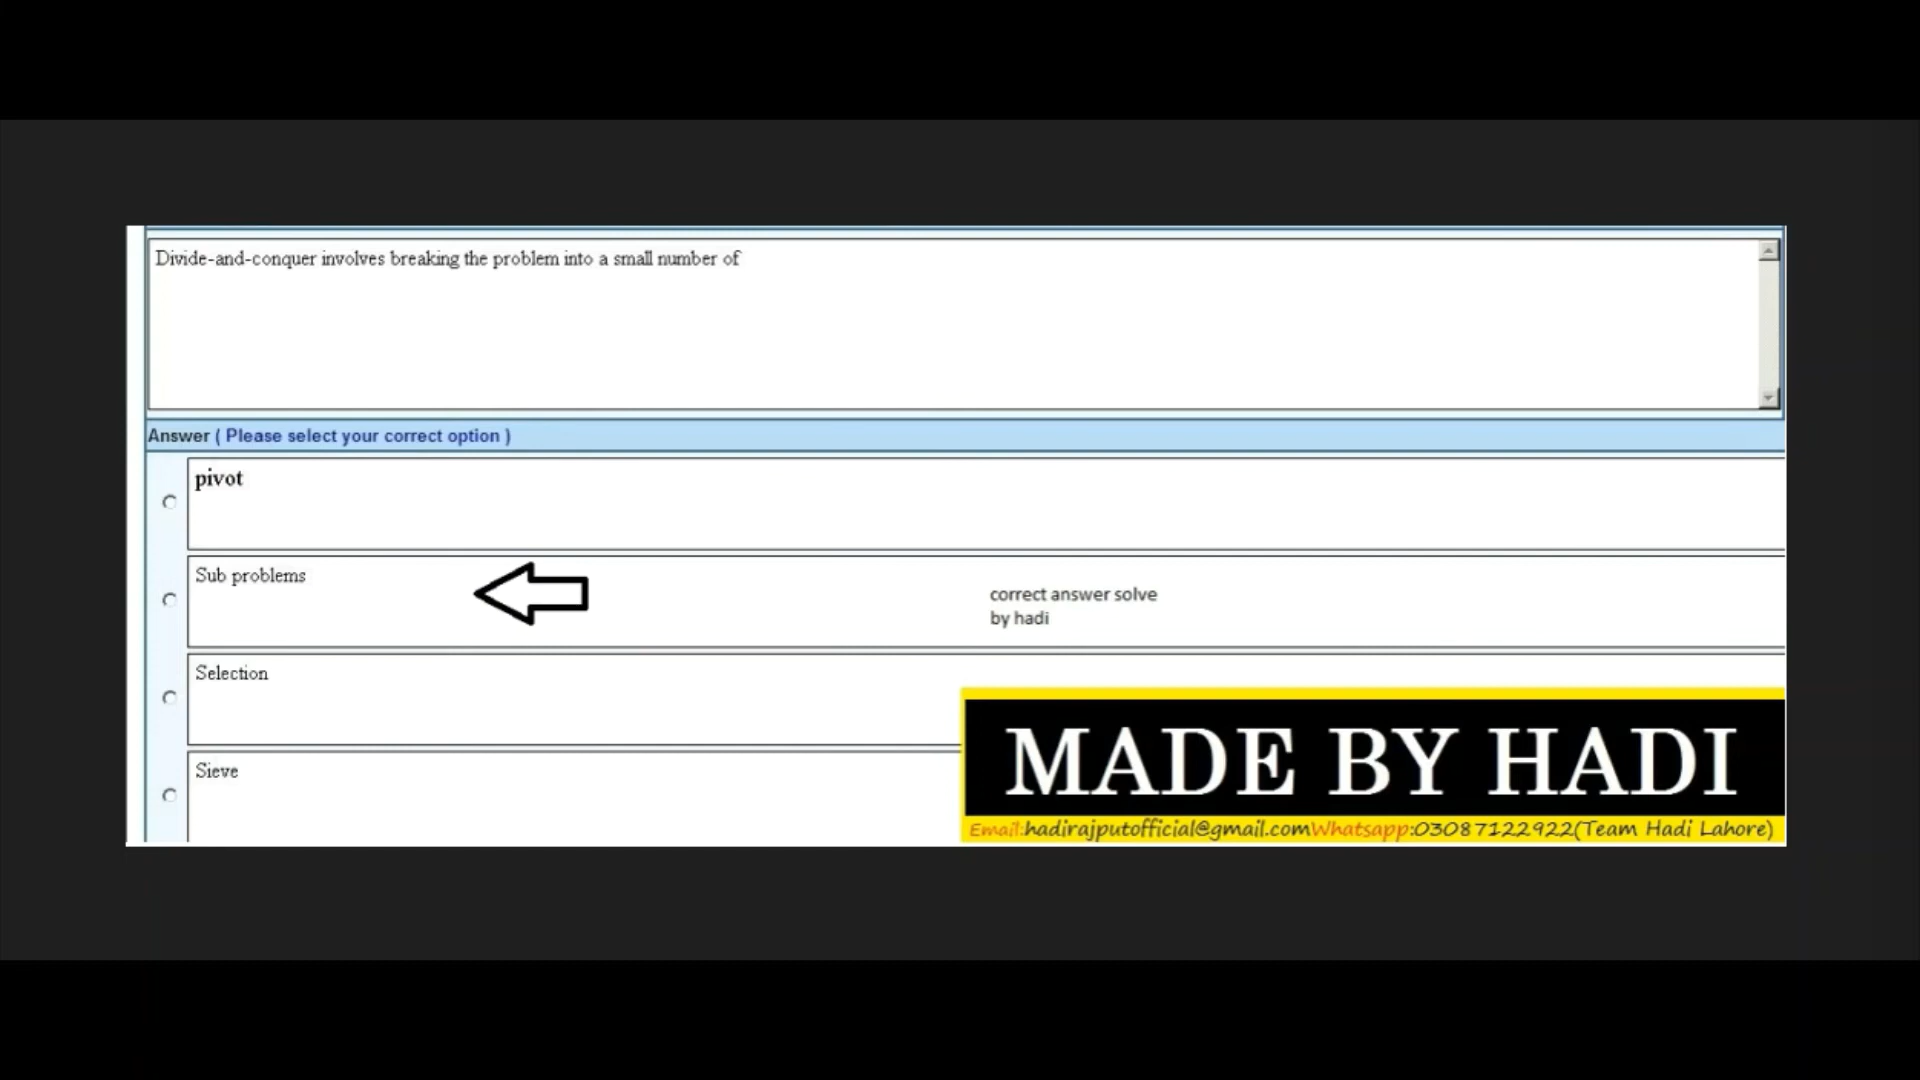 Divide-and-conquer involves breaking the problem into a small number of
Answer ( Please select your correct option )
pivot
Sub problems
correct answer solve
by hadi
Selection
Sieve
MADE BY HADI
Email:hadirajputofficial@gmail.comWhatsapp:03087122922(Team Hadi Lahore)